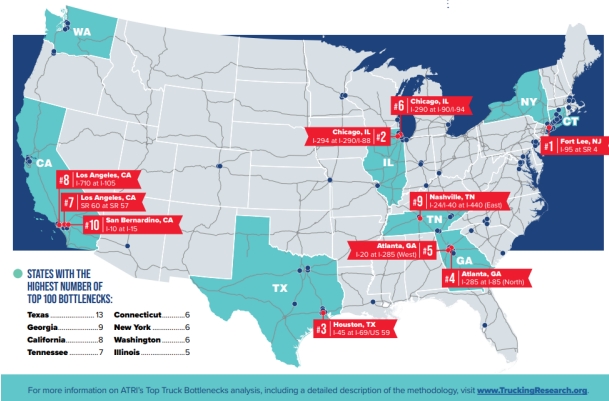 WA
#6 Chicago, IL
I-290 at I-90/I-94
NY
Chicago, IL #2
I-294 at I-290/I-88
CT
#1 Fort Lee, NJ
I-95 at SR 4
IL
CA
#8 Los Angeles, CA
I-710 at I-105
#7 Los Angeles, CA
SR 60 at SR 57
#9 Nashville, TN
I-24/I-40 at I-440 (East)
#10 San Bernardino, CA
I-10 at I-15
TN
Atlanta, GA #5
I-20 at I-285 (West)
GA
#4 Atlanta, GA
I-285 at I-85 (North)
TX
#3 Houston, TX
I-45 at I-69/US 59
STATES WITH THE
HIGHEST NUMBER OF
TOP 100 BOTTLENECKS:
Texas .................... 13 Connecticut ........6
Georgia ................... 9 New York ............6
California ................ 8 Washington ........6
Tennessee .............. 7 Illinois .................5
For more information on ATRI's Top Truck Bottlenecks analysis, including a detailed description of the methodology, visit www.TruckingResearch.org.